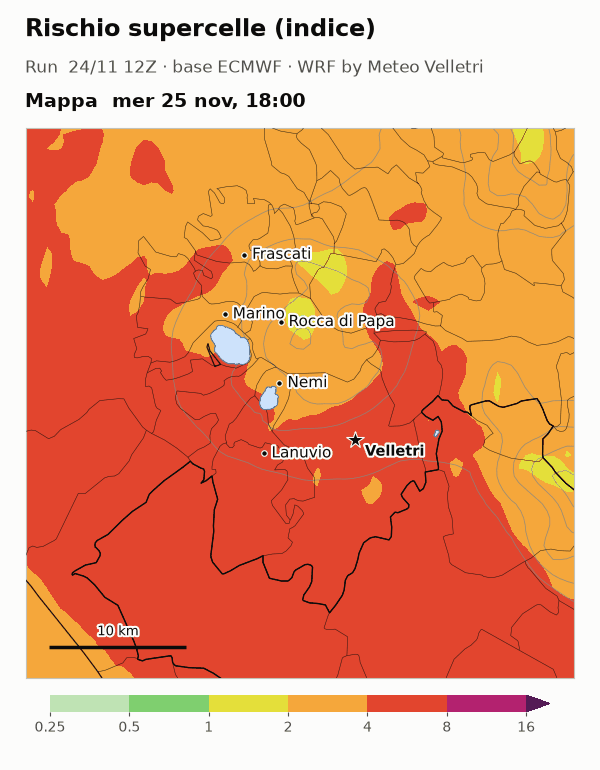 Rischio supercelle (indice)
Run  24/11 12Z · base ECMWF · WRF by Meteo Velletri
Mappa  mer 25 nov, 18:00
Frascati
Marino
Rocca di Papa
Nemi
Velletri
Lanuvio
10 km
0.25 0.5 1 2 4 8 16